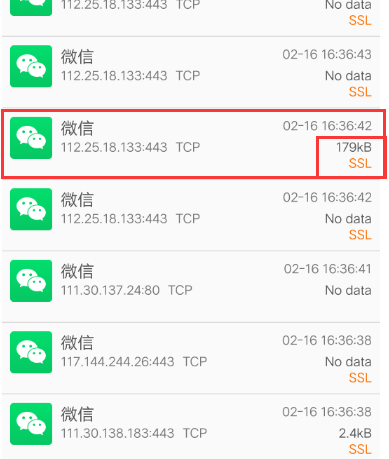 112.25.18.133:443 TCP No data
SSL
微信 02-16 16:36:43
112.25.18.133:443 TCP No data
SSL
微信 02-16 16:36:42
112.25.18.133:443 TCP 179kB
SSL
微信 02-16 16:36:42
112.25.18.133:443 TCP No data
SSL
微信 02-16 16:36:41
111.30.137.24:80 TCP No data
微信 02-16 16:36:38
117.144.244.26:443 TCP No data
SSL
微信 02-16 16:36:38
111.30.138.183:443 TCP 2.4kB
SSL